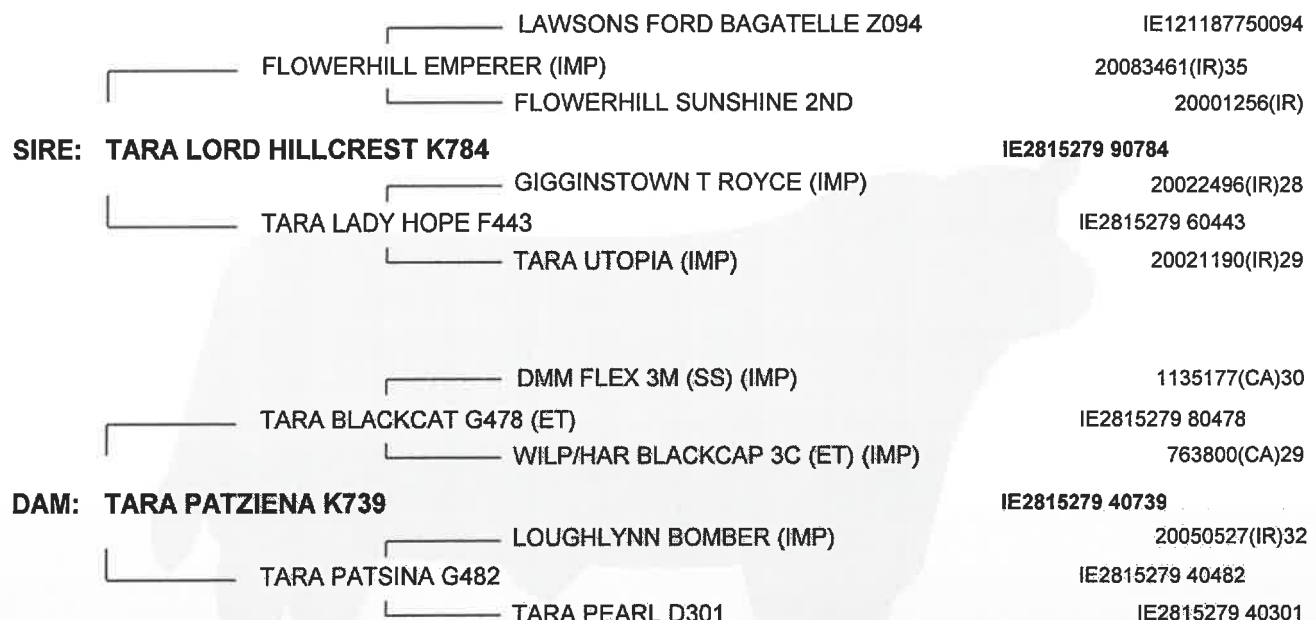 LAWSONS FORD BAGATELLE Z094 IE121187750094
FLOWERHILL EMPERER (IMP) 20083461(IR)35
FLOWERHILL SUNSHINE 2ND 20001256(IR)
SIRE: TARA LORD HILLCREST K784 IE2815279 90784
GIGGINSTOWN T ROYCE (IMP) 20022496(IR)28
TARA LADY HOPE F443 IE2815279 60443
TARA UTOPIA (IMP) 20021190(IR)29
DMM FLEX 3M (SS) (IMP) 1135177(CA)30
TARA BLACKCAT G478 (ET) IE2815279 80478
WILP/HAR BLACKCAP 3C (ET) (IMP) 763800(CA)29
DAM: TARA PATZIENA K739 IE2815279 40739
LOUGHLYNN BOMBER (IMP) 20050527(IR)32
TARA PATSINA G482 IE2815279 40482
TARA PEARL D301 IE2815279 40301